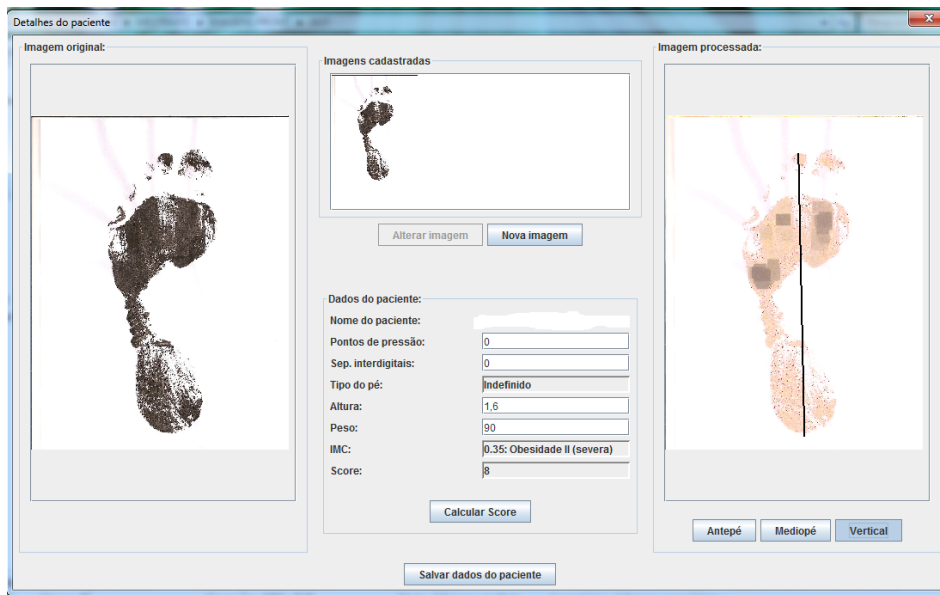 Detalhes do paciente
Imagem original:
Imagens cadastradas
Alterar imagem
Nova imagem
Dados do paciente:
Nome do paciente:
Pontos de pressão: 0
Sep. interdigitais: 0
Tipo do pé: Indefinido
Altura: 1,6
Peso: 90
IMC: 0.35: Obesidade II (severa)
Score: 8
Calcular Score
Salvar dados do paciente
Imagem processada:
Antepé
Mediopé
Vertical